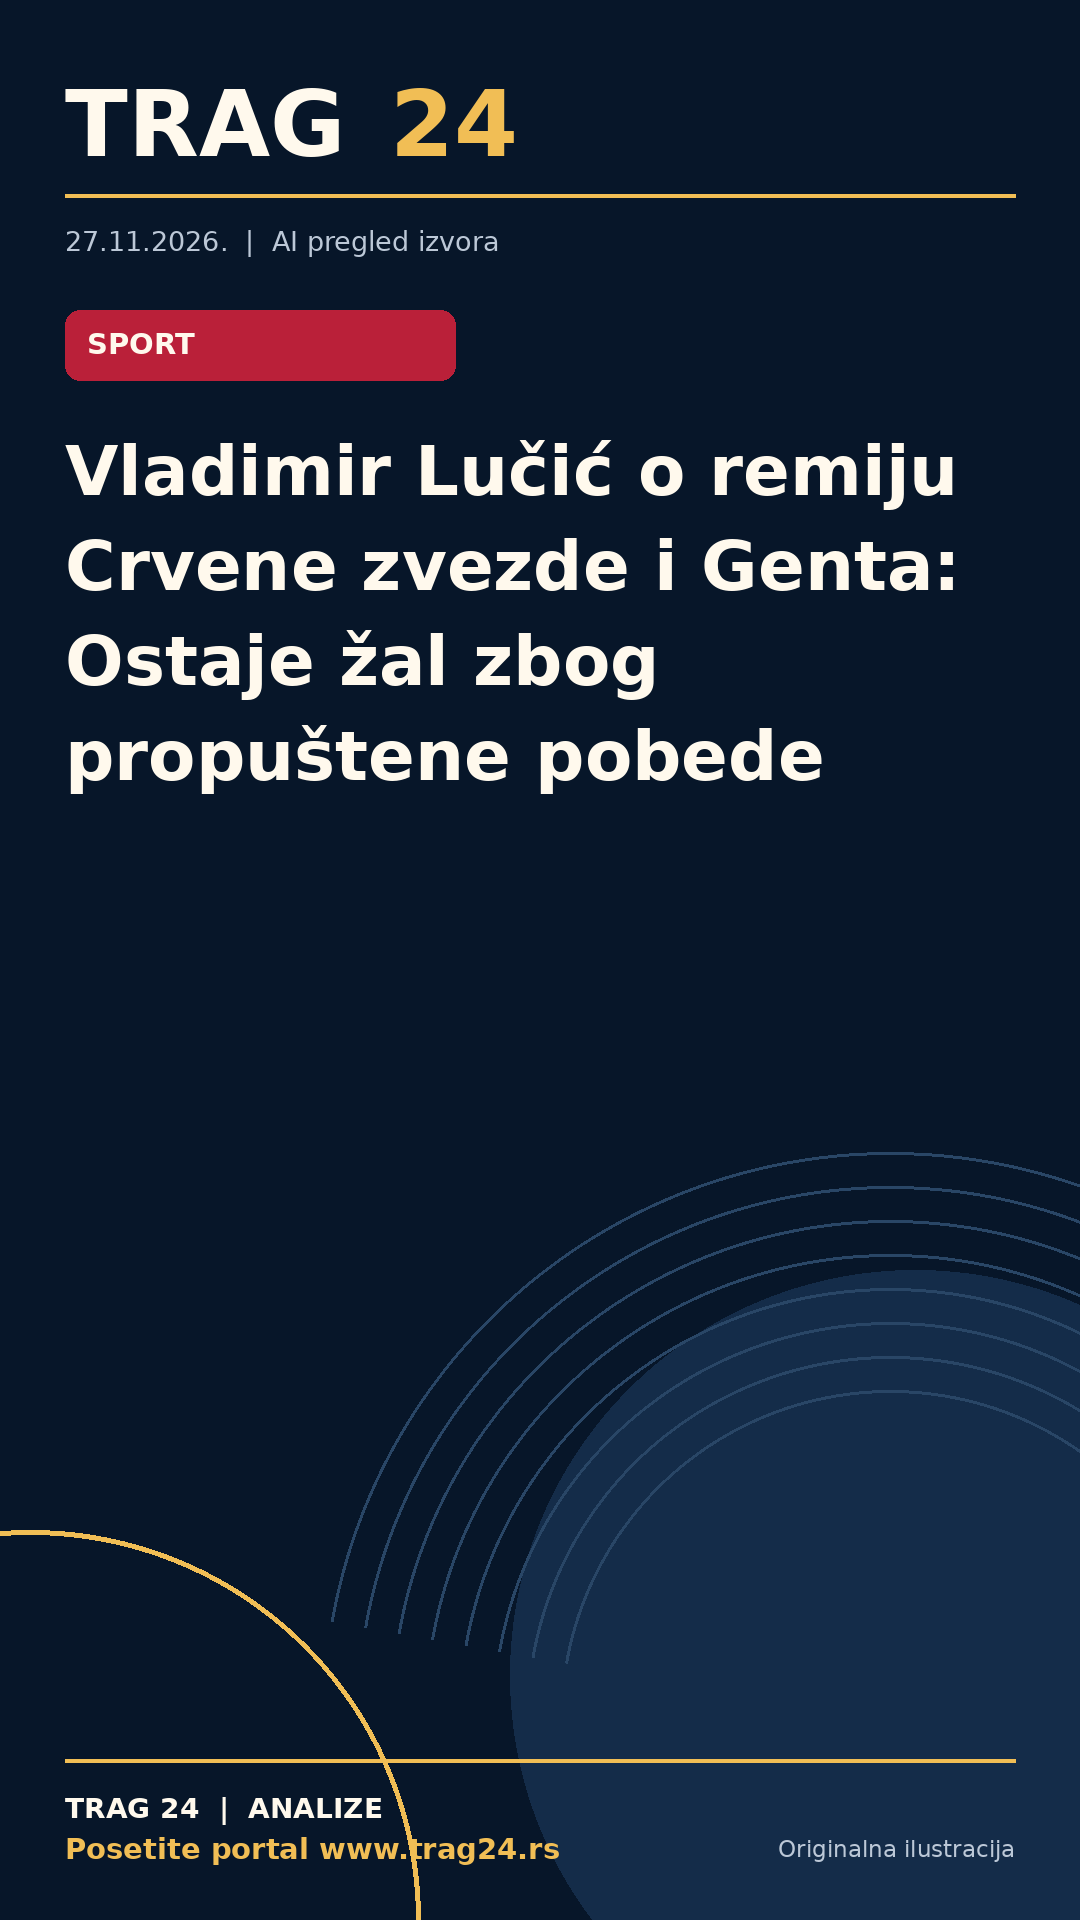 TRAG 24
27.11.2026. | AI pregled izvora
SPORT
Vladimir Lučić o remiju
Crvene zvezde i Genta:
Ostaje žal zbog
propuštene pobede
TRAG 24 | ANALIZE
Posetite portal www.trag24.rs
Originalna ilustracija